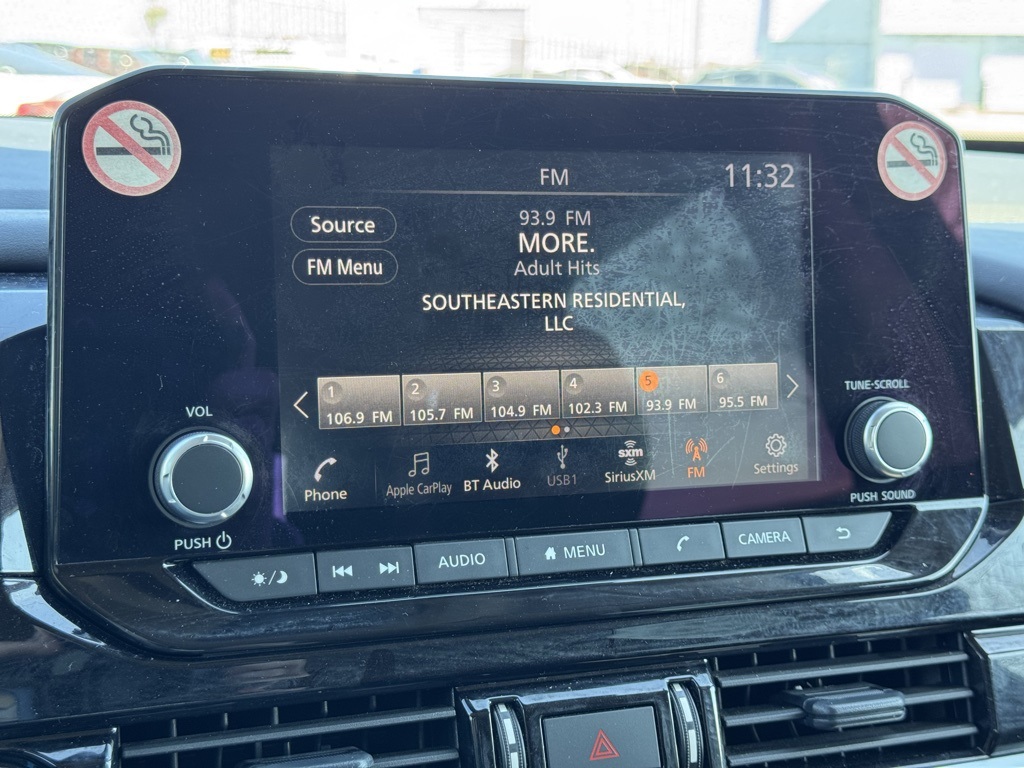 FM
11:32
Source
93.9 FM
MORE.
FM Menu
Adult Hits
SOUTHEASTERN RESIDENTIAL,
LLC
1 2 3 4 5 6
106.9 FM 105.7 FM 104.9 FM 102.3 FM 93.9 FM 95.5 FM
Phone Apple CarPlay BT Audio USB1 SiriusXM FM Settings
sxm
VOL
PUSH
TUNE·SCROLL
PUSH SOUND
AUDIO MENU CAMERA